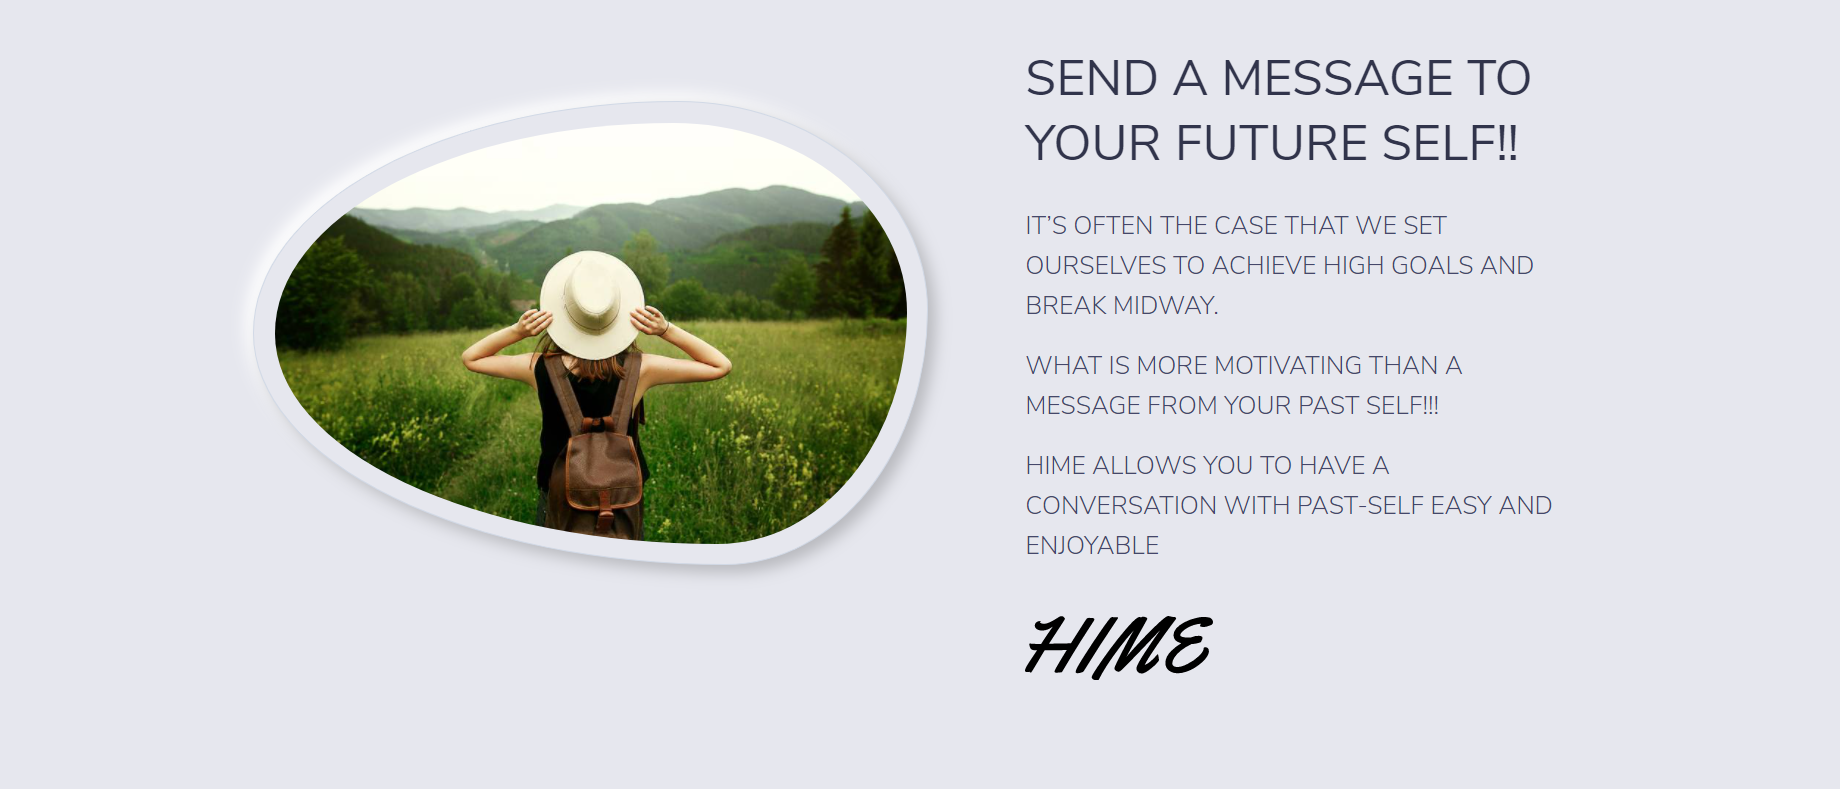 SEND A MESSAGE TO
YOUR FUTURE SELF!!
IT’S OFTEN THE CASE THAT WE SET
OURSELVES TO ACHIEVE HIGH GOALS AND
BREAK MIDWAY.
WHAT IS MORE MOTIVATING THAN A
MESSAGE FROM YOUR PAST SELF!!!
HIME ALLOWS YOU TO HAVE A
CONVERSATION WITH PAST-SELF EASY AND
ENJOYABLE
HIME